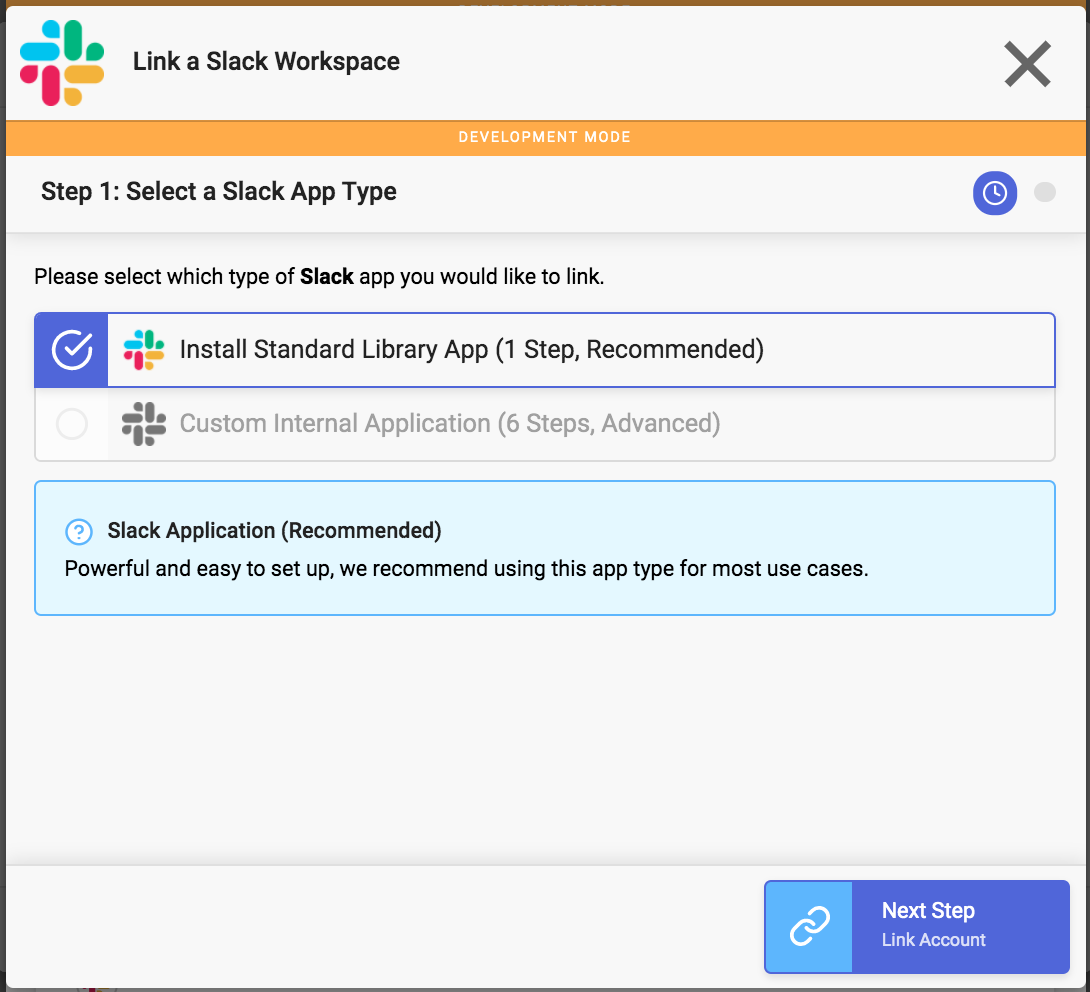 Link a Slack Workspace
DEVELOPMENT MODE
Step 1: Select a Slack App Type
Please select which type of Slack app you would like to link.
Install Standard Library App (1 Step, Recommended)
Custom Internal Application (6 Steps, Advanced)
Slack Application (Recommended)
Powerful and easy to set up, we recommend using this app type for most use cases.
Next Step
Link Account